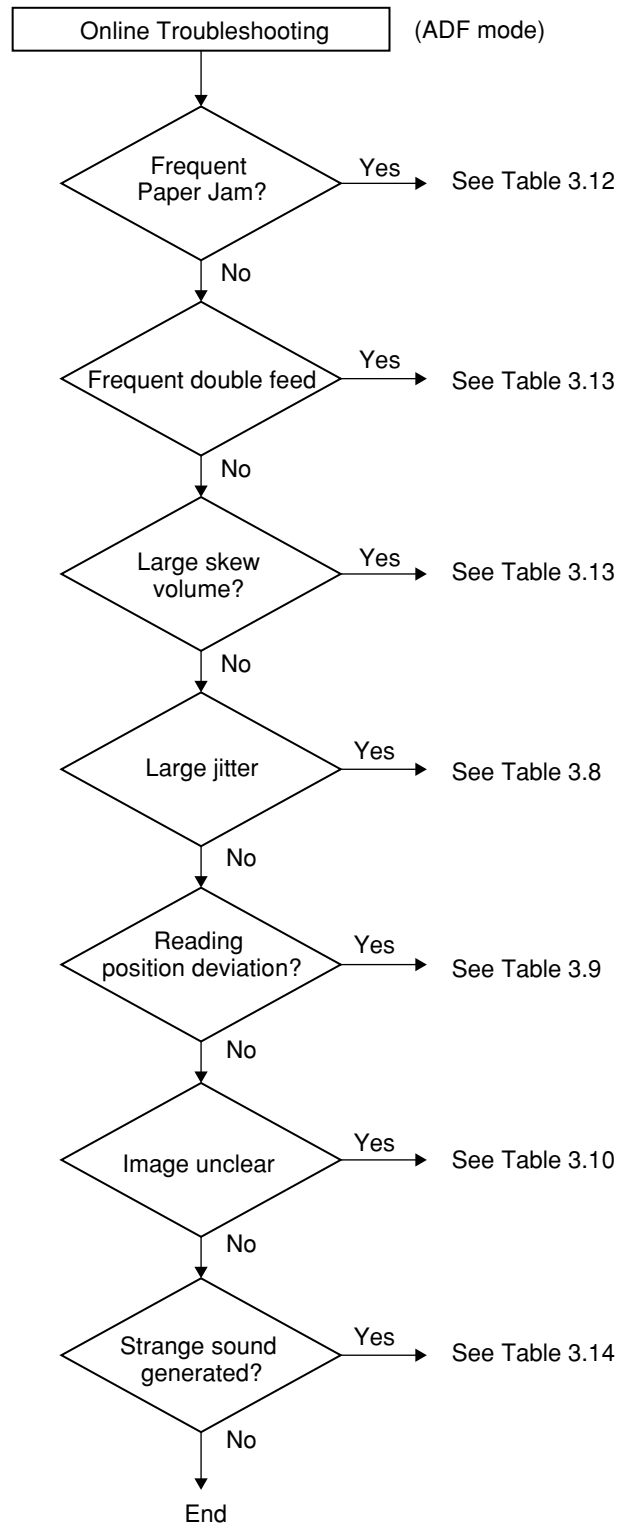 Online Troubleshooting (ADF mode)
Frequent
Paper Jam?
Yes
See Table 3.12
No
Frequent double feed
Yes
See Table 3.13
No
Large skew
volume?
Yes
See Table 3.13
No
Large jitter
Yes
See Table 3.8
No
Reading
position deviation?
Yes
See Table 3.9
No
Image unclear
Yes
See Table 3.10
No
Strange sound
generated?
Yes
See Table 3.14
No
End